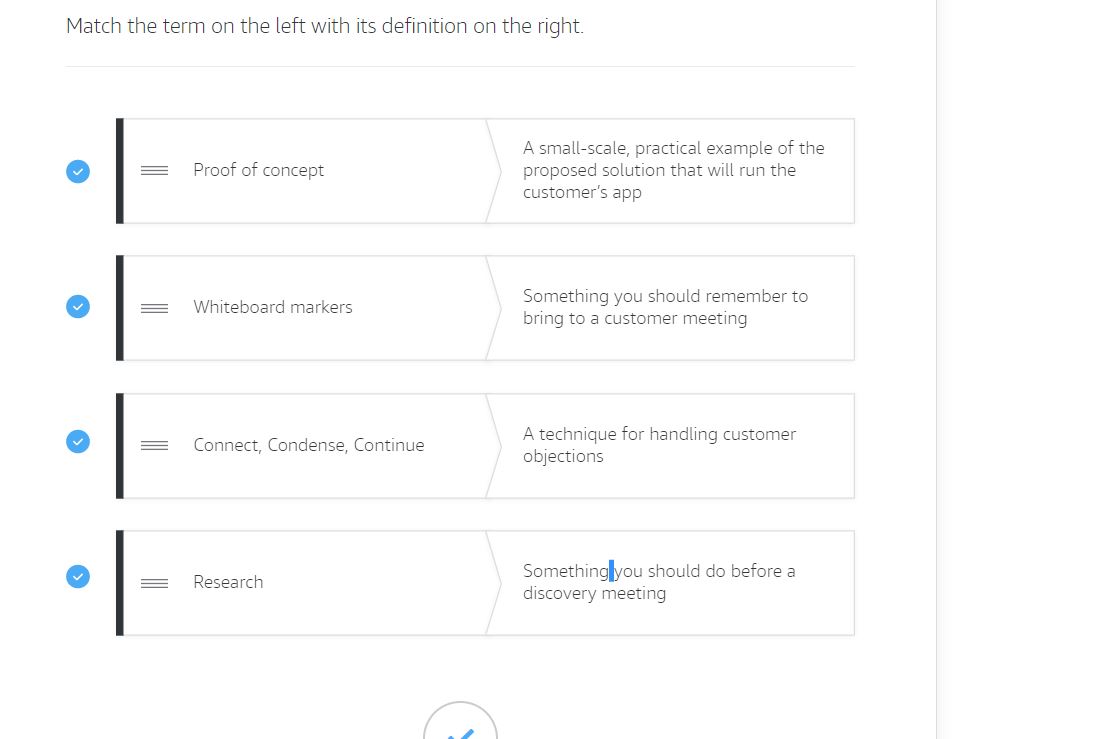 Match the term on the left with its definition on the right.
Proof of concept
A small-scale, practical example of the
proposed solution that will run the
customer's app
Whiteboard markers
Something you should remember to
bring to a customer meeting
Connect, Condense, Continue
A technique for handling customer
objections
Research
Something you should do before a
discovery meeting